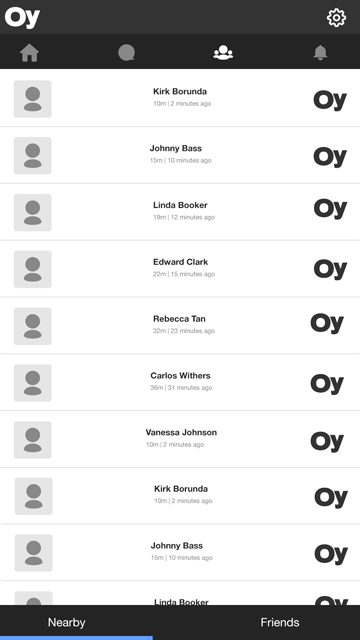 Oy
Kirk Borunda
10m | 2 minutes ago
Oy
Johnny Bass
15m | 10 minutes ago
Oy
Linda Booker
19m | 12 minutes ago
Oy
Edward Clark
22m | 15 minutes ago
Oy
Rebecca Tan
32m | 23 minutes ago
Oy
Carlos Withers
36m | 31 minutes ago
Oy
Vanessa Johnson
10m | 2 minutes ago
Oy
Kirk Borunda
10m | 2 minutes ago
Oy
Johnny Bass
15m | 10 minutes ago
Oy
Linda Booker
Oy
Nearby
Friends